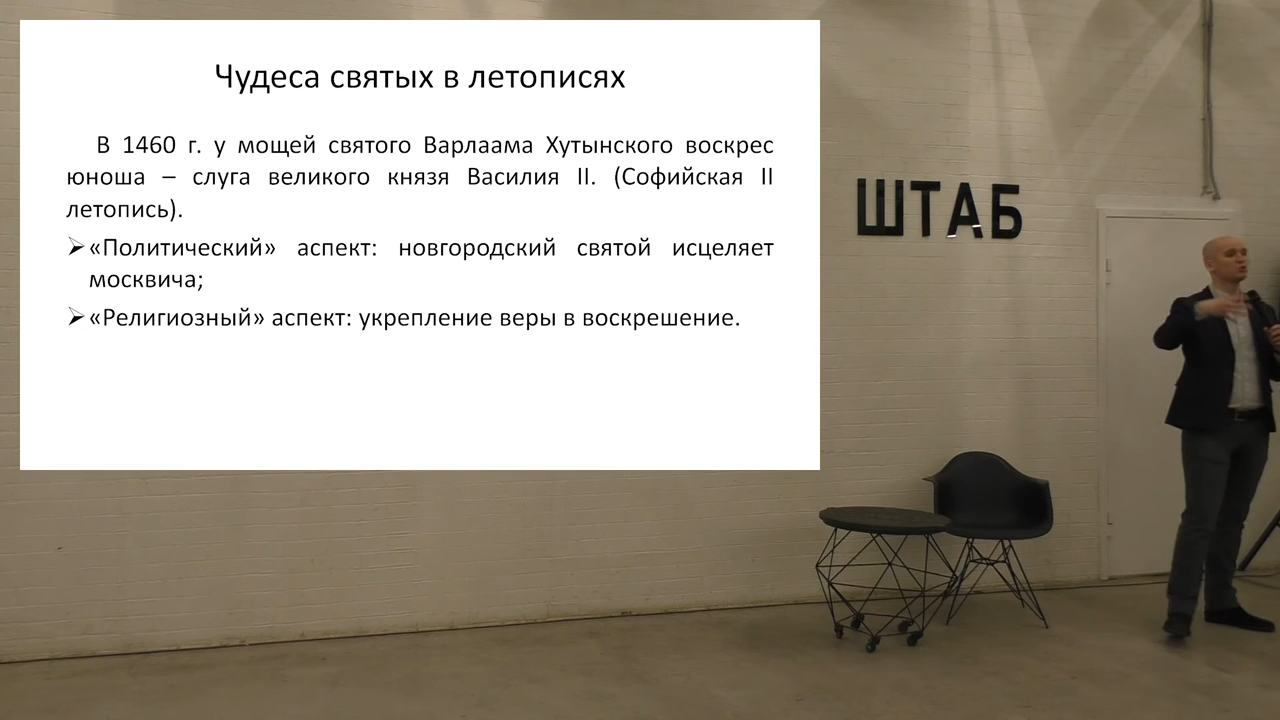 Чудеса святых в летописях
В 1460 г. у мощей святого Варлаама Хутынского воскрес
юноша – слуга великого князя Василия II. (Софийская II
летопись).
➢«Политический» аспект: новгородский святой исцеляет
москвича;
➢«Религиозный» аспект: укрепление веры в воскрешение.
ШТАБ